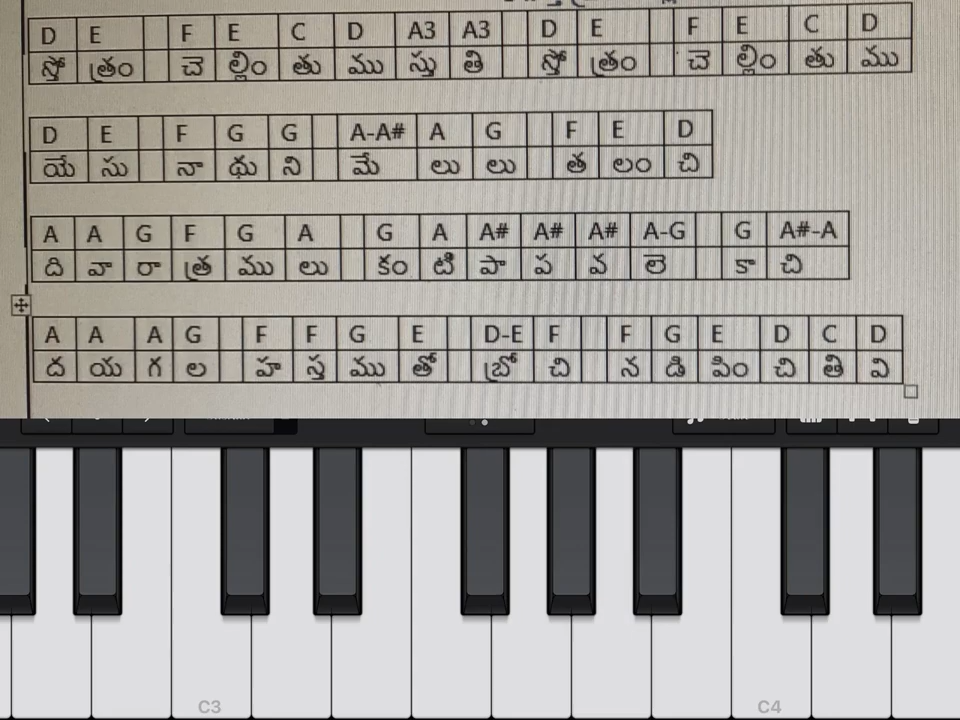 D E F E C D A3 A3 D E F E C D
స్తో త్రం చె ల్లిం తు ము స్తు తి స్తో త్రం చె ల్లిం తు ము
D E F G G A-A# A G F E D
యే సు నా థు ని మే లు లు త లం చి
A A G F G A G A A# A# A# A-G G A#-A
ది వా రా త్ర ము లు కం టి పా ప వ లె కా చి
A A A G F F G E D-E F F G E D C D
ద య గ ల హ స్త ము తో బ్రో చి న డి పిం చి తి వి
C3 C4